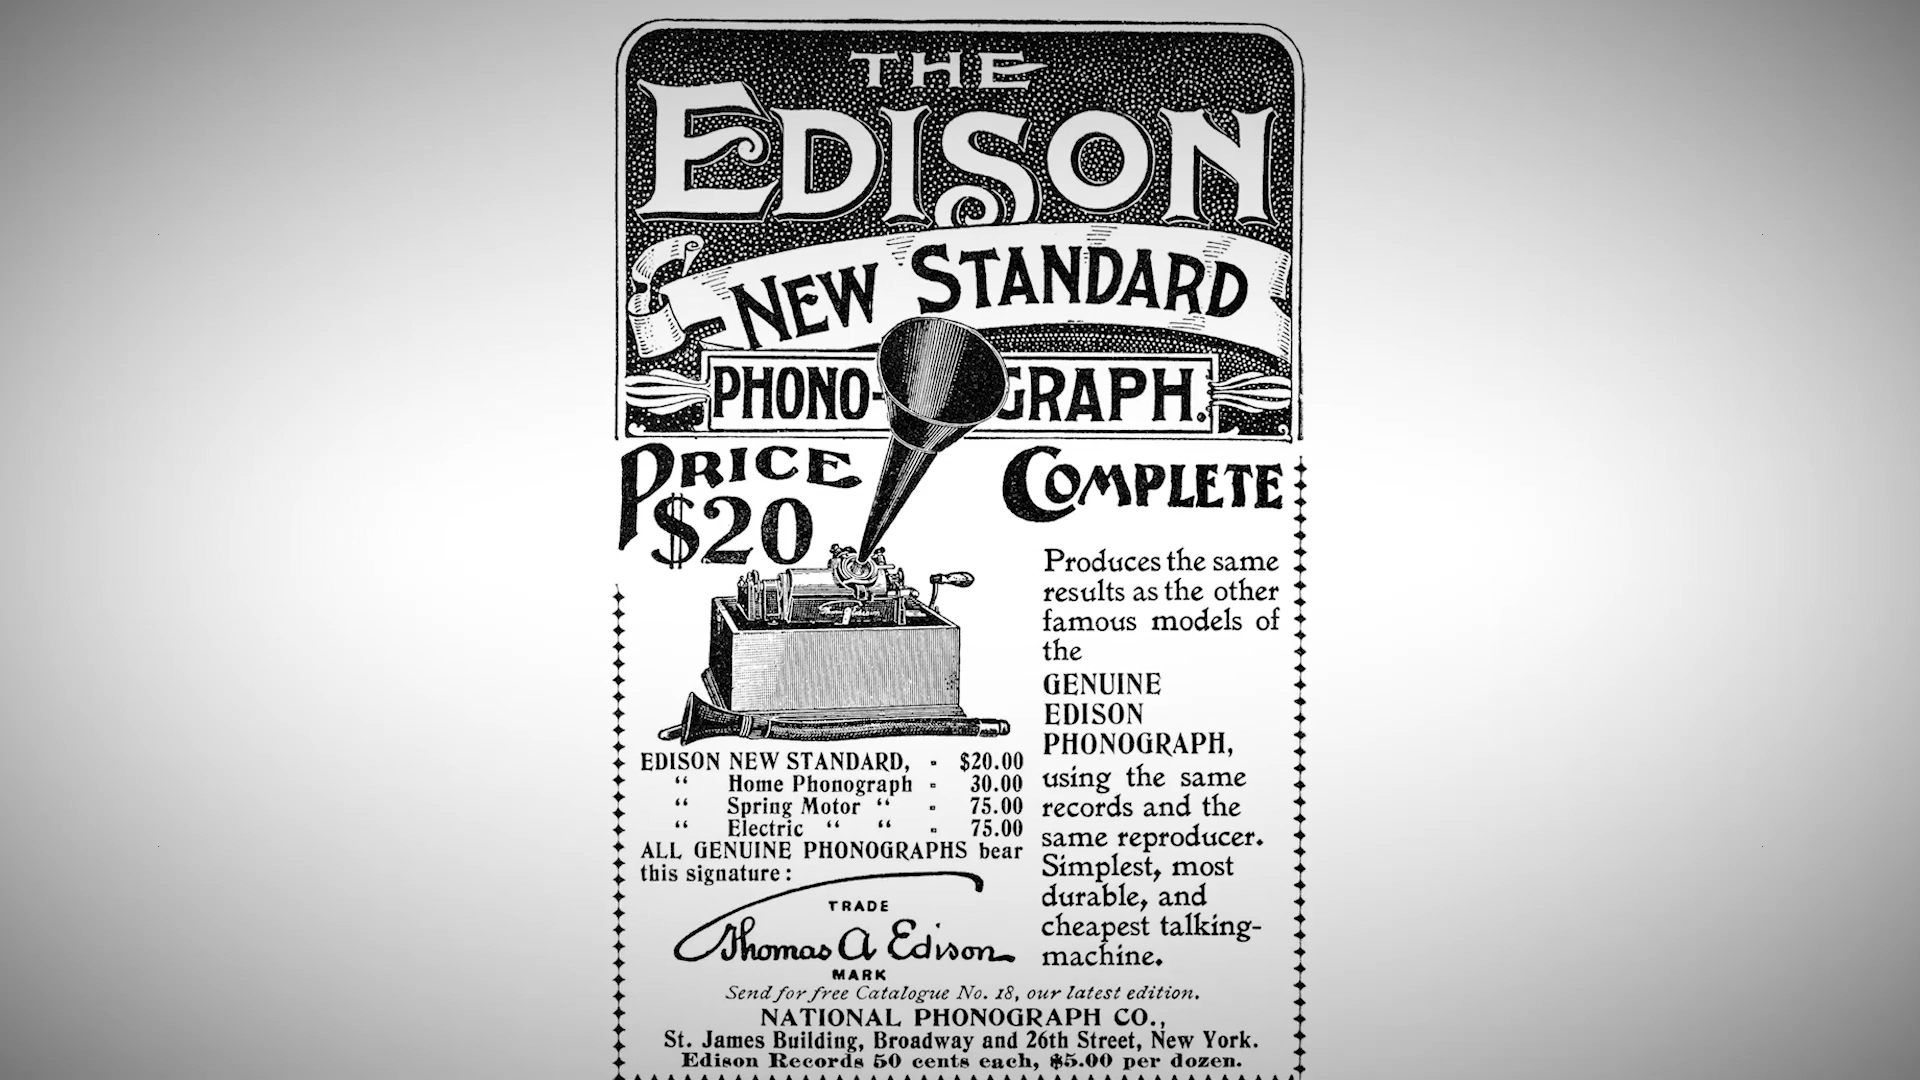 THE
EDISON
NEW STANDARD
PHONO-GRAPH.
PRICE
$20
COMPLETE
Produces the same
results as the other
famous models of
the
GENUINE
EDISON
PHONOGRAPH,
using the same
records and the
same reproducer.
Simplest, most
durable, and
cheapest talking-
machine.
EDISON NEW STANDARD, - $20.00
“ Home Phonograph - 30.00
“ Spring Motor “ - 75.00
“ Electric “ “ - 75.00
ALL GENUINE PHONOGRAPHS bear
this signature:
TRADE
Thomas A Edison
MARK
Send for free Catalogue No. 18, our latest edition.
NATIONAL PHONOGRAPH CO.,
St. James Building, Broadway and 26th Street, New York.
Edison Records 50 cents each, $5.00 per dozen.